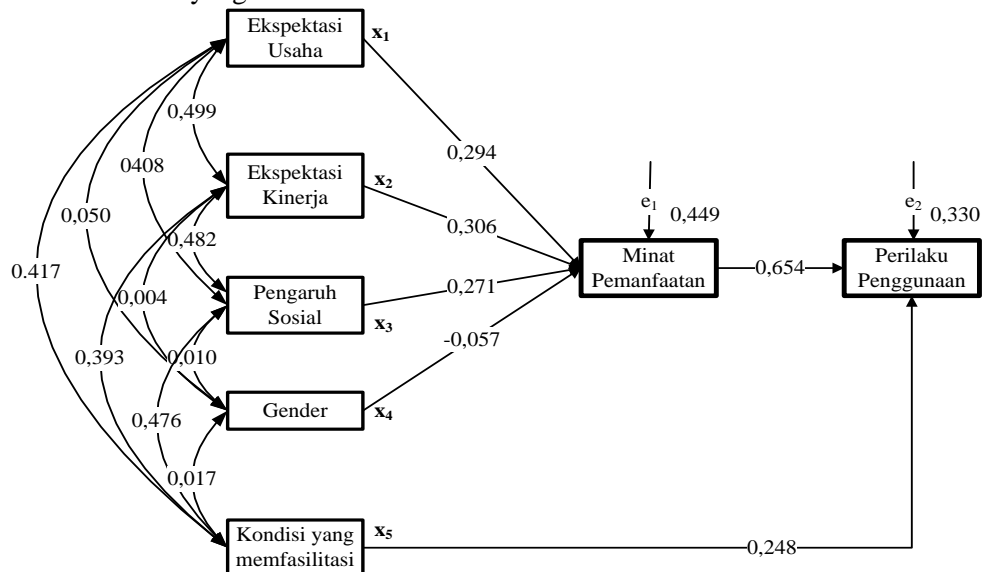 Ekspektasi
Usaha
x1
0,499
0,294
0408
Ekspektasi
Kinerja
x2
e1
0,449
e2
0,330
0,050
0,306
0,482
Minat
Pemanfaatan
0,654
Perilaku
Penggunaan
0.417
0,004
Pengaruh
Sosial
x3
0,271
-0,057
0,393
0,010
0,476
Gender
x4
0,017
Kondisi yang
memfasilitasi
x5
0,248